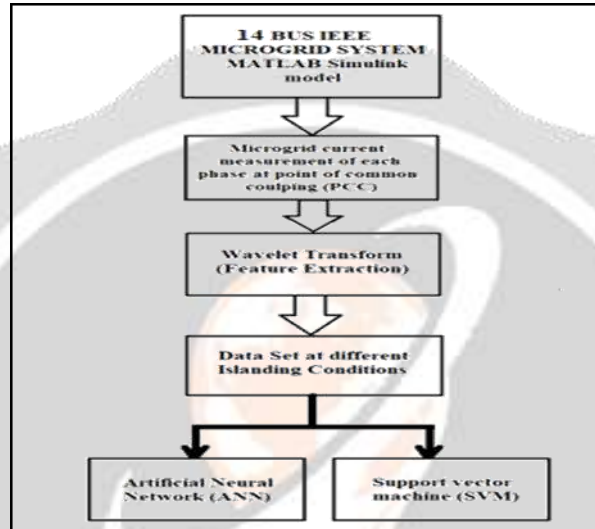 14 BUS IEEE
MICROGRID SYSTEM
MATLAB Simulink
model
Microgrid current
measurement of each
phase at point of common
coulping (PCC)
Wavelet Transform
(Feature Extraction)
Data Set at different
Islanding Conditions
Artificial Neural
Network (ANN)
Support vector
machine (SVM)